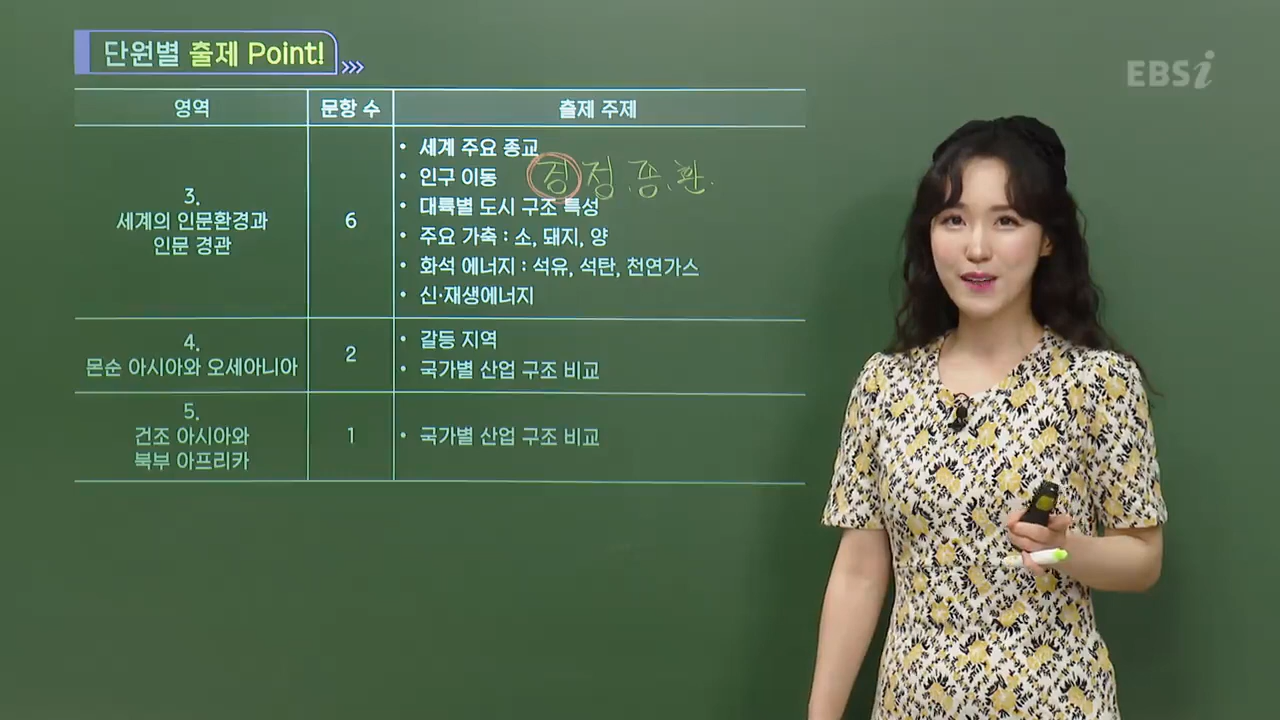 단원별 출제 Point!
EBSi
영역 문항 수 출제 주제
3.
세계의 인문환경과
인문 경관
6
• 세계 주요 종교
• 인구 이동
경 정.종.환.
• 대륙별 도시 구조 특성
• 주요 가축 : 소, 돼지, 양
• 화석 에너지 : 석유, 석탄, 천연가스
• 신·재생에너지
4.
몬순 아시아와 오세아니아
2
• 갈등 지역
• 국가별 산업 구조 비교
5.
건조 아시아와
북부 아프리카
1
• 국가별 산업 구조 비교